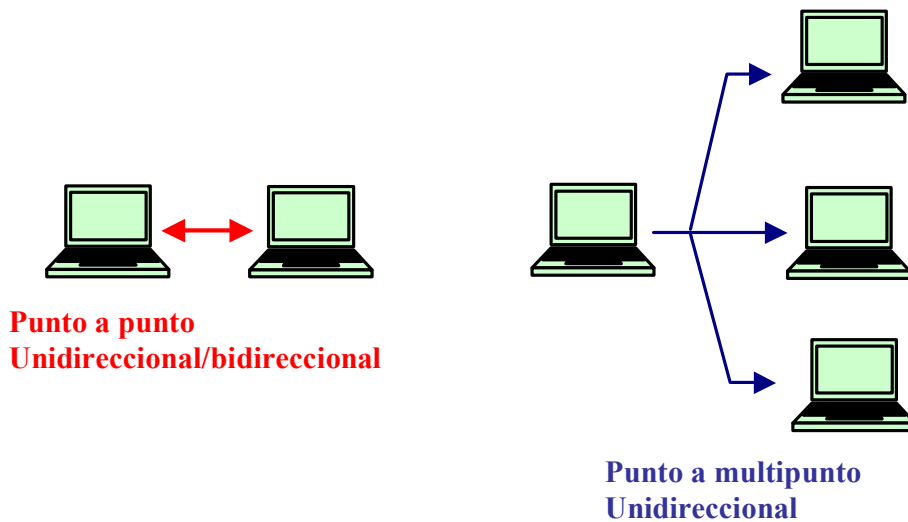 Punto a punto
Unidireccional/bidireccional
Punto a multipunto
Unidireccional